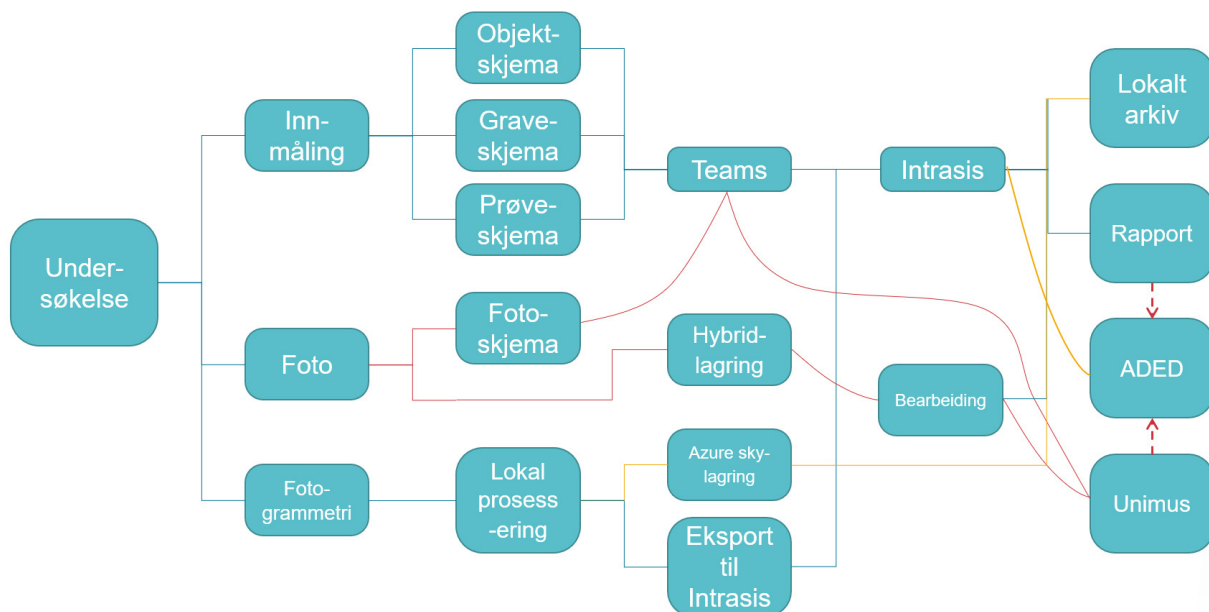 Under-
søkelse
Inn-
måling
Foto
Foto-
grammetri
Objekt-
skjema
Grave-
skjema
Prøve-
skjema
Foto-
skjema
Lokal
prosess
-ering
Teams
Hybrid-
lagring
Azure sky-
lagring
Eksport
til
Intrasis
Intrasis
Bearbeiding
Lokalt
arkiv
Rapport
ADED
Unimus